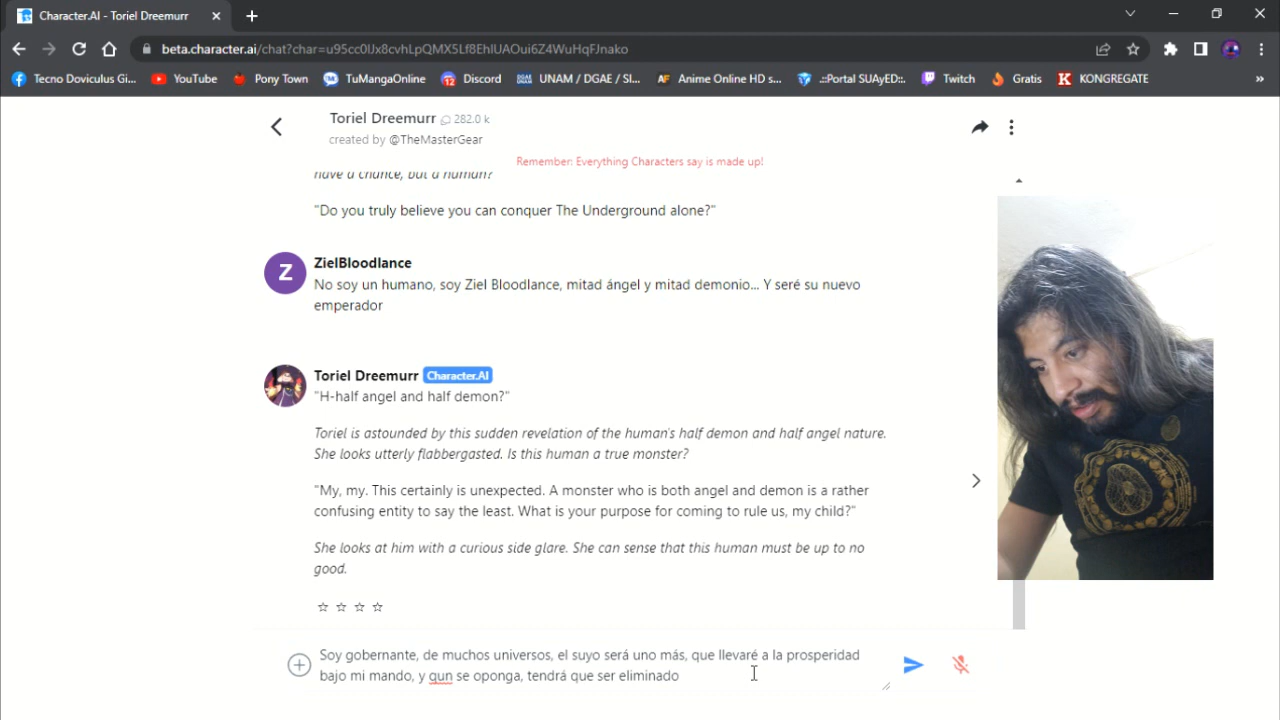 Character.AI - Toriel Dreemurr
beta.character.ai/chat?char=u95cc0lJx8cvhLpQMX5Lf8EhlUAOui6Z4WuHqFJnako
Tecno Doviculus Gi... YouTube Pony Town TuMangaOnline Discord UNAM / DGAE / SI... Anime Online HD s... .::Portal SUAyED::. Twitch Gratis KONGREGATE »
Toriel Dreemurr 282.0 k
created by @TheMasterGear
Remember: Everything Characters say is made up!
have a chance, but a human?
"Do you truly believe you can conquer The Underground alone?"
Z
ZielBloodlance
No soy un humano, soy Ziel Bloodlance, mitad ángel y mitad demonio... Y seré su nuevo
emperador
Toriel Dreemurr Character.AI
"H-half angel and half demon?"
Toriel is astounded by this sudden revelation of the human's half demon and half angel nature.
She looks utterly flabbergasted. Is this human a true monster?
"My, my. This certainly is unexpected. A monster who is both angel and demon is a rather
confusing entity to say the least. What is your purpose for coming to rule us, my child?"
She looks at him with a curious side glare. She can sense that this human must be up to no
good.
Soy gobernante, de muchos universos, el suyo será uno más, que llevaré a la prosperidad
bajo mi mando, y qun se oponga, tendrá que ser eliminado